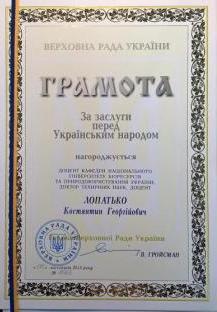 ВЕРХОВНА РАДА УКРАЇНИ
ГРАМОТА
За заслуги
перед
Українським народом
нагороджується
ДОЦЕНТ КАФЕДРИ НАЦІОНАЛЬНОГО
УНІВЕРСИТЕТУ БІОРЕСУРСІВ
ТА ПРИРОДОКОРИСТУВАННЯ УКРАЇНИ,
ДОКТОР ТЕХНІЧНИХ НАУК, ДОЦЕНТ
ЛОПАТЬКО
Костянтин Георгійович
Верховної Ради України
В. ГРОЙСМАН